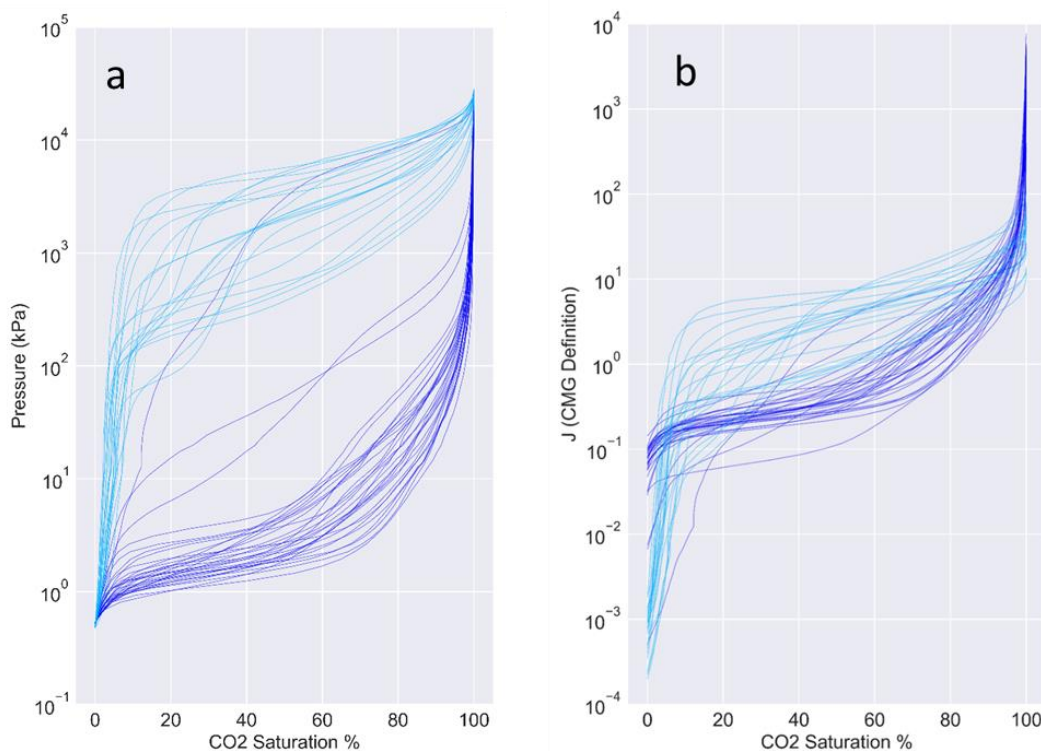 a
10^5
10^4
10^3
10^2
10^1
10^0
10^−1
Pressure (kPa)
0 20 40 60 80 100
CO2 Saturation %
b
10^4
10^3
10^2
10^1
10^0
10^−1
10^−2
10^−3
10^−4
J (CMG Definition)
0 20 40 60 80 100
CO2 Saturation %